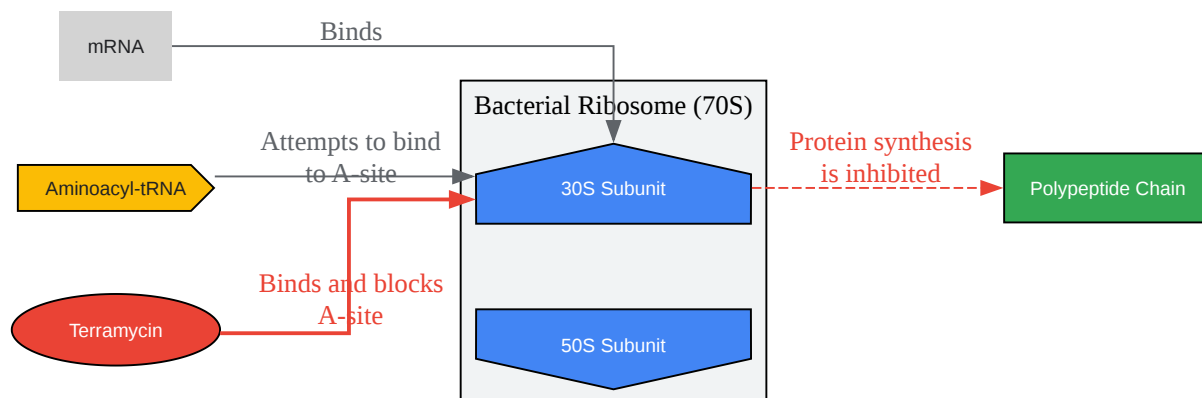 Binds
mRNA
Bacterial Ribosome (70S)
Attempts to bind
to A-site
Aminoacyl-tRNA
30S Subunit
Protein synthesis
is inhibited
Polypeptide Chain
Binds and blocks
A-site
Terramycin
50S Subunit